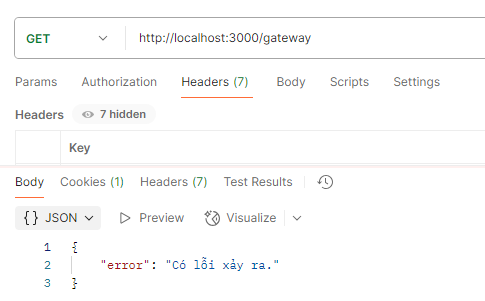 GET http://localhost:3000/gateway
Params Authorization Headers (7) Body Scripts Settings
Headers 7 hidden
Key
Body Cookies (1) Headers (7) Test Results
{} JSON Preview Visualize
1 {
2 "error": "Có lỗi xảy ra."
3 }